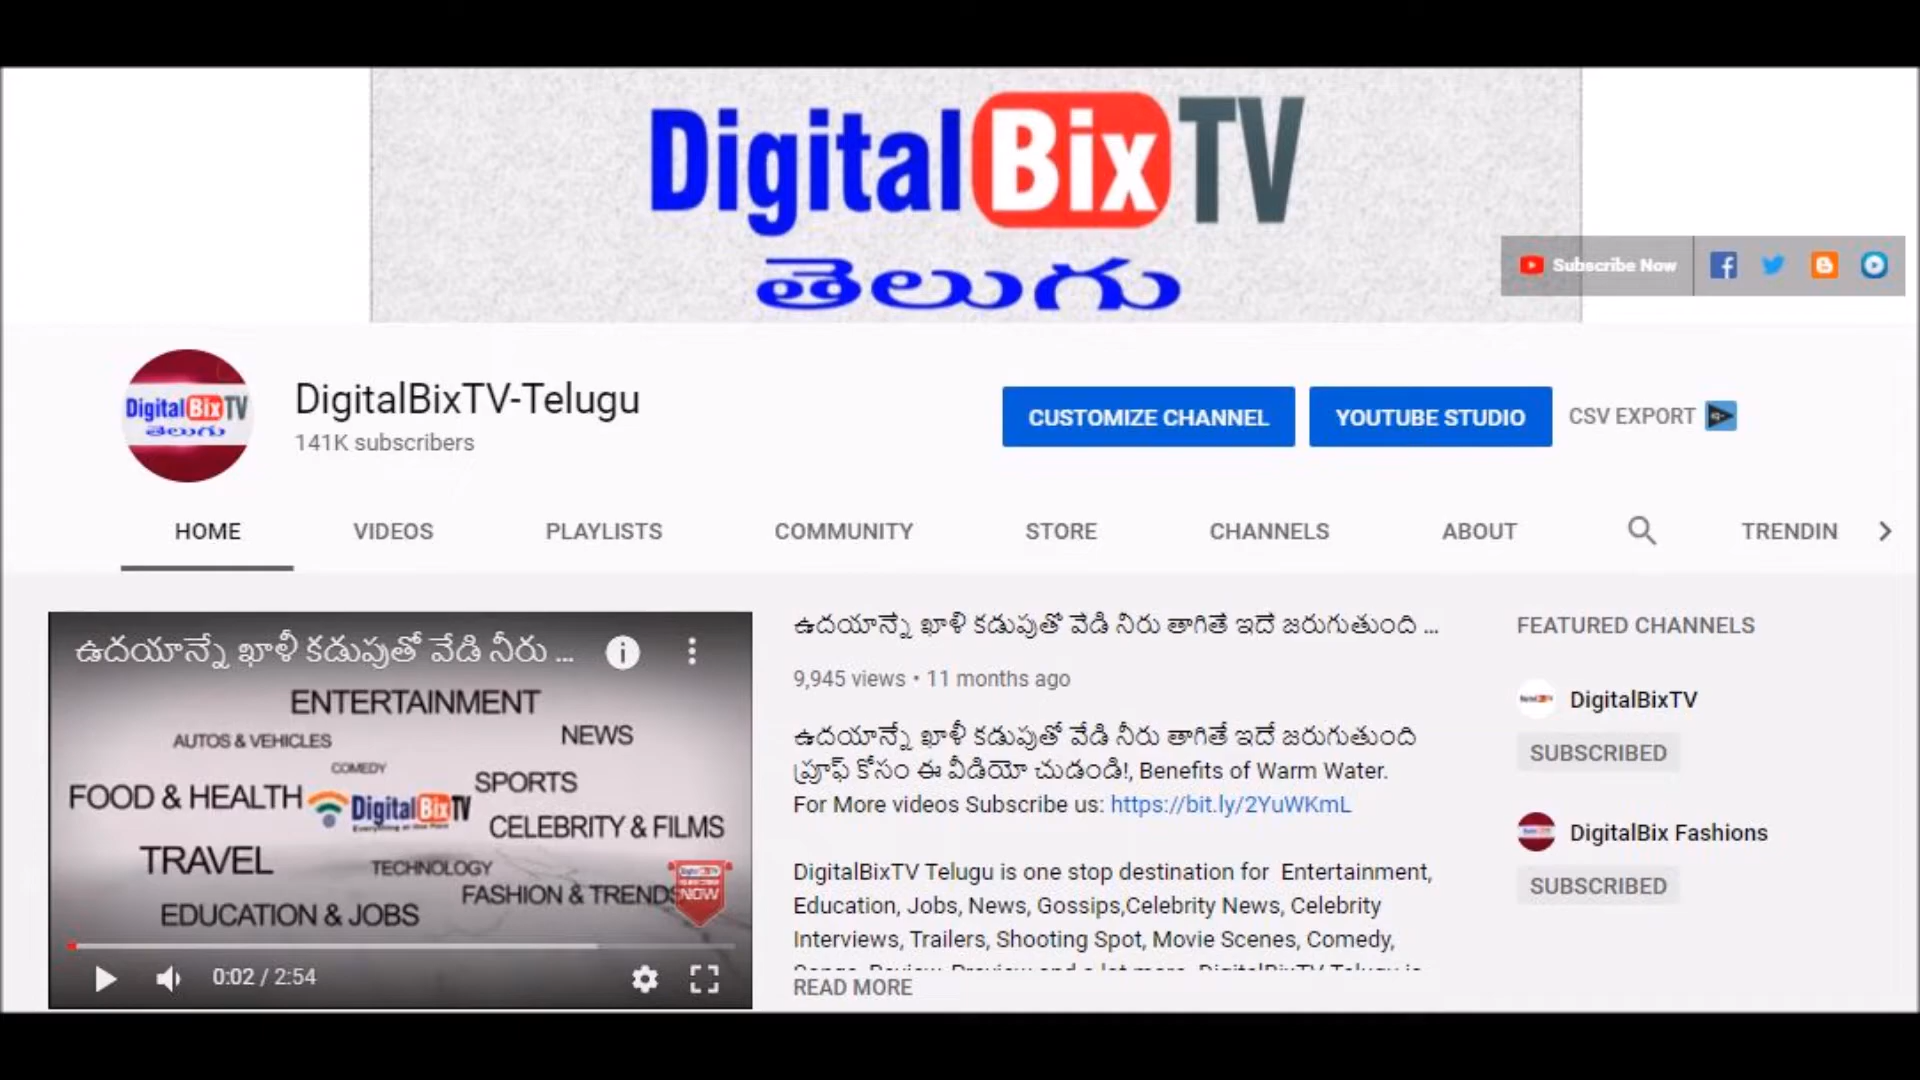 DigitalBixTV
తెలుగు
Subscribe Now
DigitalBixTV
తెలుగు
DigitalBixTV-Telugu
141K subscribers
CUSTOMIZE CHANNEL
YOUTUBE STUDIO
CSV EXPORT
HOME VIDEOS PLAYLISTS COMMUNITY STORE CHANNELS ABOUT TRENDIN
ఉదయాన్నే ఖాళీ కడుపుతో వేడి నీరు ...
ENTERTAINMENT
AUTOS & VEHICLES
NEWS
COMEDY
SPORTS
FOOD & HEALTH
DigitalBixTV
CELEBRITY & FILMS
TRAVEL
TECHNOLOGY
FASHION & TRENDS
NOW
EDUCATION & JOBS
0:02 / 2:54
ఉదయాన్నే ఖాళీ కడుపుతో వేడి నీరు తాగితే ఇదే జరుగుతుంది ...
9,945 views • 11 months ago
ఉదయాన్నే ఖాళీ కడుపుతో వేడి నీరు తాగితే ఇదే జరుగుతుంది
ప్రూఫ్ కోసం ఈ వీడియో చుడండి!, Benefits of Warm Water.
For More videos Subscribe us: https://bit.ly/2YuWKmL
DigitalBixTV Telugu is one stop destination for Entertainment,
Education, Jobs, News, Gossips,Celebrity News, Celebrity
Interviews, Trailers, Shooting Spot, Movie Scenes, Comedy,
READ MORE
FEATURED CHANNELS
DigitalBixTV
SUBSCRIBED
DigitalBix Fashions
SUBSCRIBED